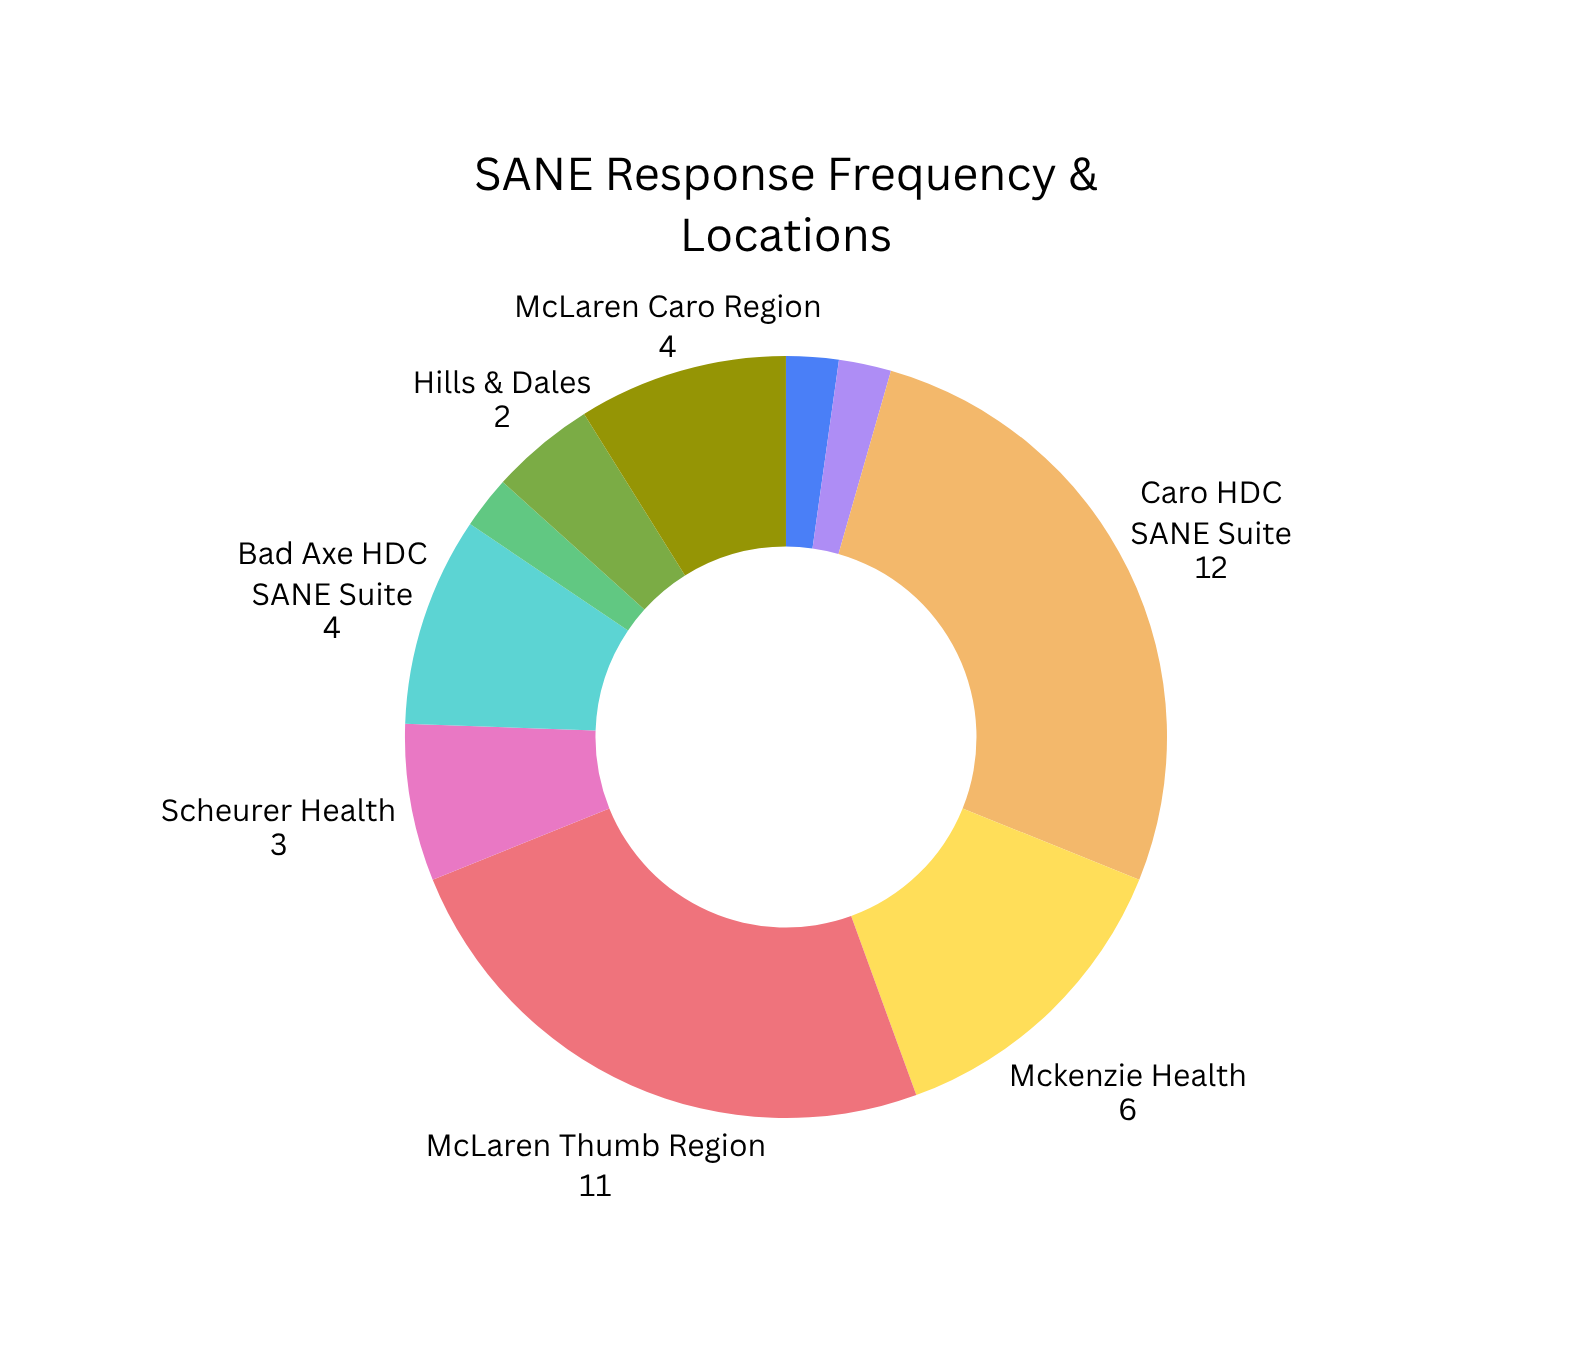 SANE Response Frequency &
Locations
McLaren Caro Region
4
Hills & Dales
2
Caro HDC
SANE Suite
12
Bad Axe HDC
SANE Suite
4
Scheurer Health
3
Mckenzie Health
6
McLaren Thumb Region
11